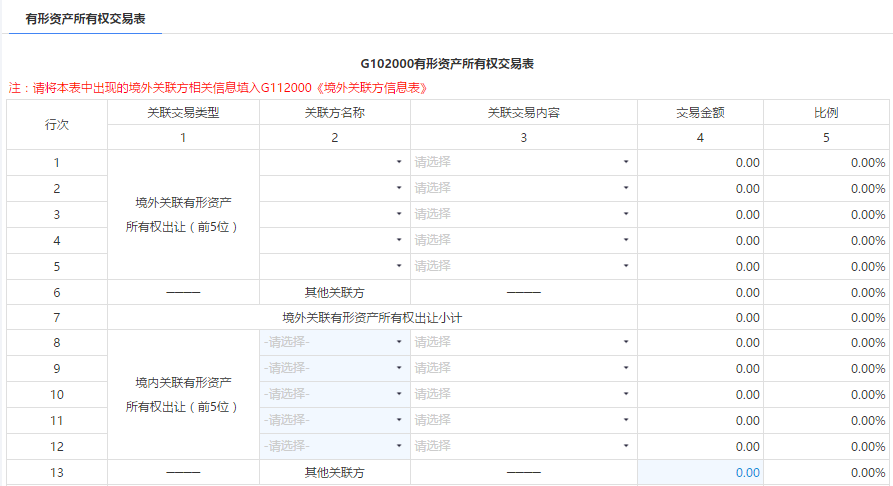 有形资产所有权交易表
G102000有形资产所有权交易表
注：请将本表中出现的境外关联方相关信息填入G112000《境外关联方信息表》
行次 关联交易类型 关联方名称 关联交易内容 交易金额 比例
1 2 3 4 5
1 境外关联有形资产所有权出让（前5位） 请选择 0.00 0.00%
2 请选择 0.00 0.00%
3 请选择 0.00 0.00%
4 请选择 0.00 0.00%
5 请选择 0.00 0.00%
6 ———— 其他关联方 ———— 0.00 0.00%
7 境外关联有形资产所有权出让小计 0.00 0.00%
8 境内关联有形资产所有权出让（前5位） -请选择- 请选择 0.00 0.00%
9 -请选择- 请选择 0.00 0.00%
10 -请选择- 请选择 0.00 0.00%
11 -请选择- 请选择 0.00 0.00%
12 -请选择- 请选择 0.00 0.00%
13 ———— 其他关联方 ———— 0.00 0.00%